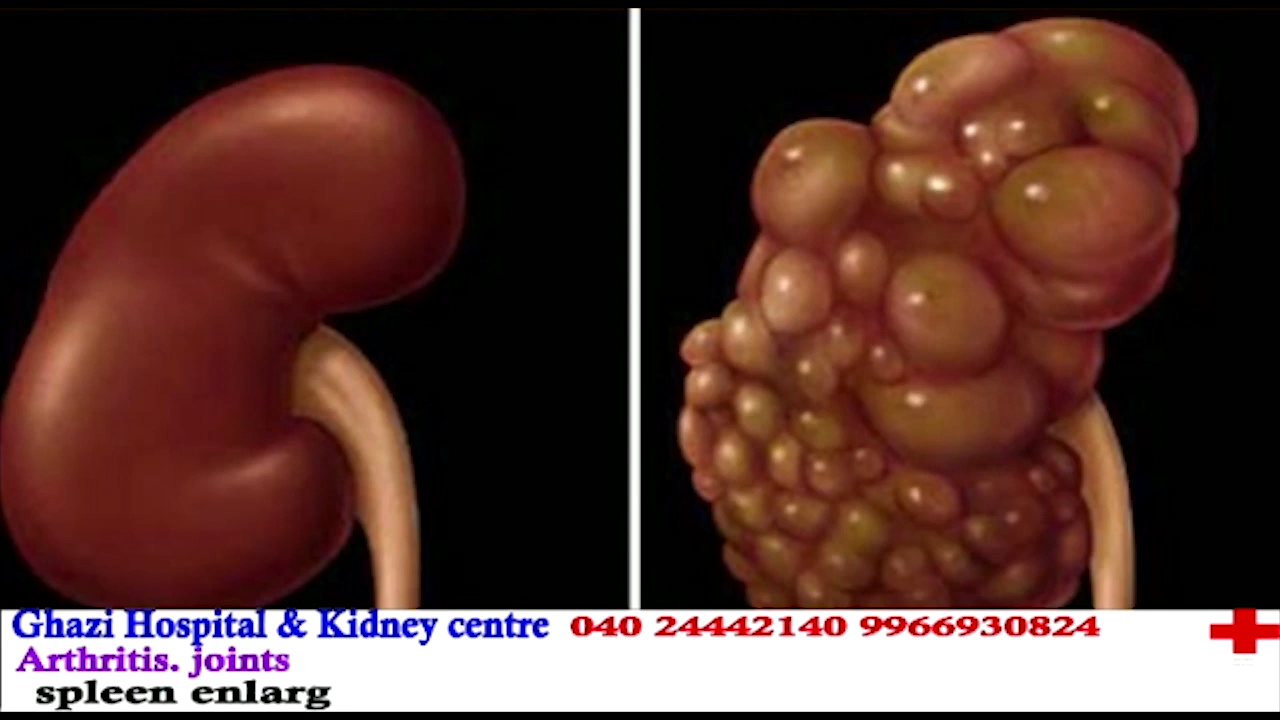 Ghazi Hospital & Kidney centre 040 24442140 9966930824
Arthritis. joints
spleen enlarg